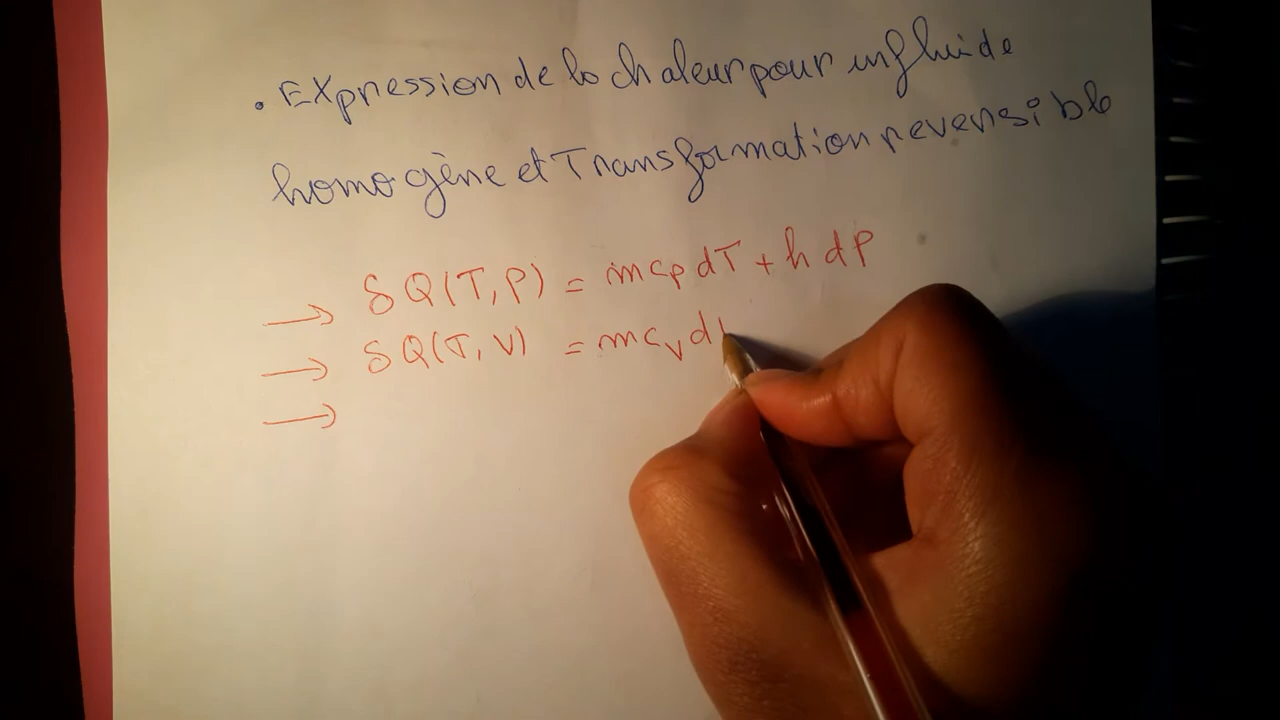 . Expression de la chaleur pour un fluide
homogène et Transformation reversible
→ δQ(T,P) = mcp dT + h dP
→ δQ(T,V) = mcv d
→